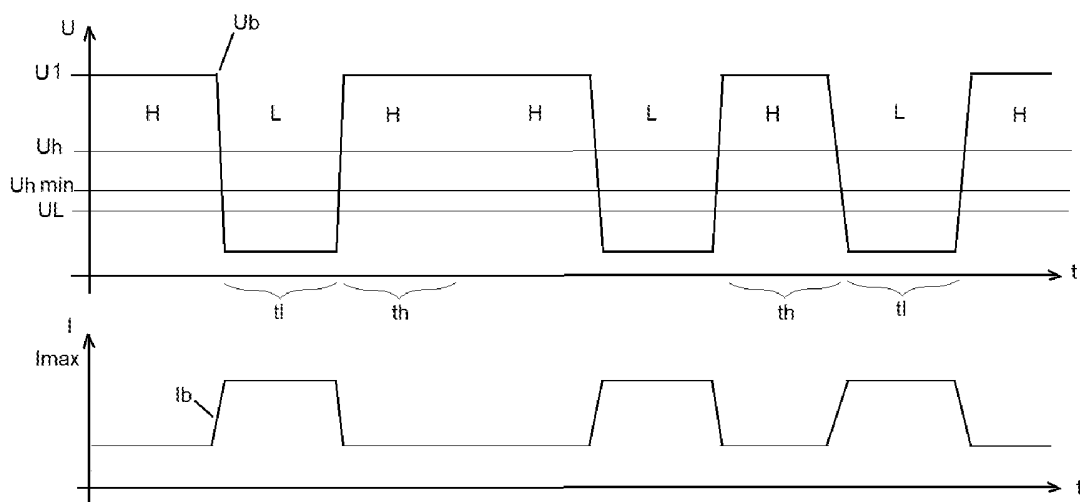 U
Ub
U1
H L H H L H L H
Uh
Uh min
UL
t
tl th th tl
I
Imax
Ib
t